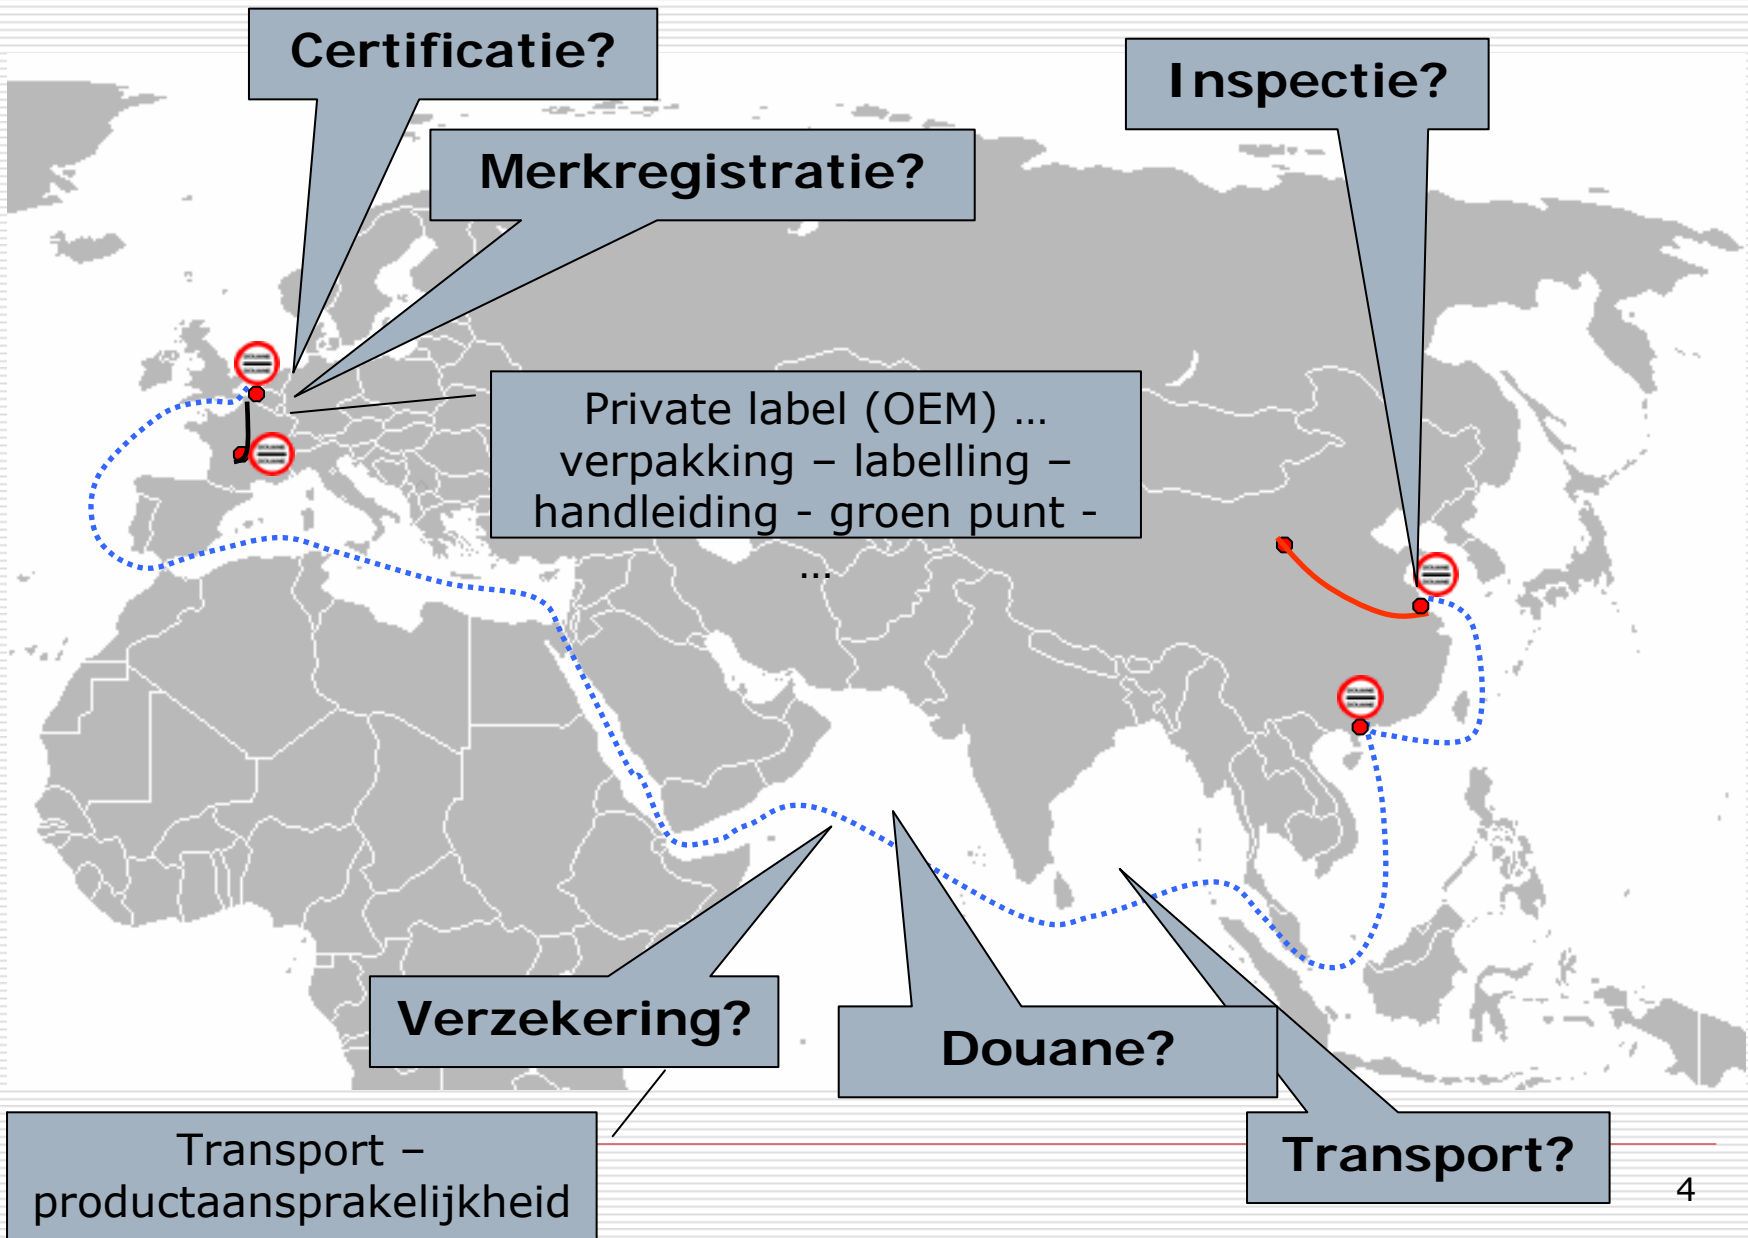 Certificatie?
Inspectie?
Merkregistratie?
Private label (OEM) …
verpakking – labelling –
handleiding - groen punt -
…
Verzekering?
Douane?
Transport –
productaansprakelijkheid
Transport?
4